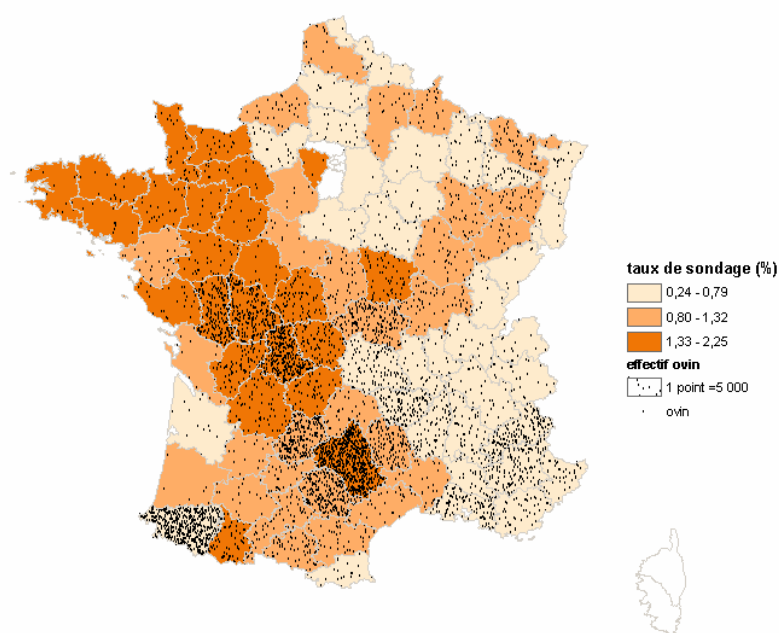 taux de sondage (%)
0,24 - 0,79
0,80 - 1,32
1,33 - 2,25
effectif ovin
1 point =5 000
ovin